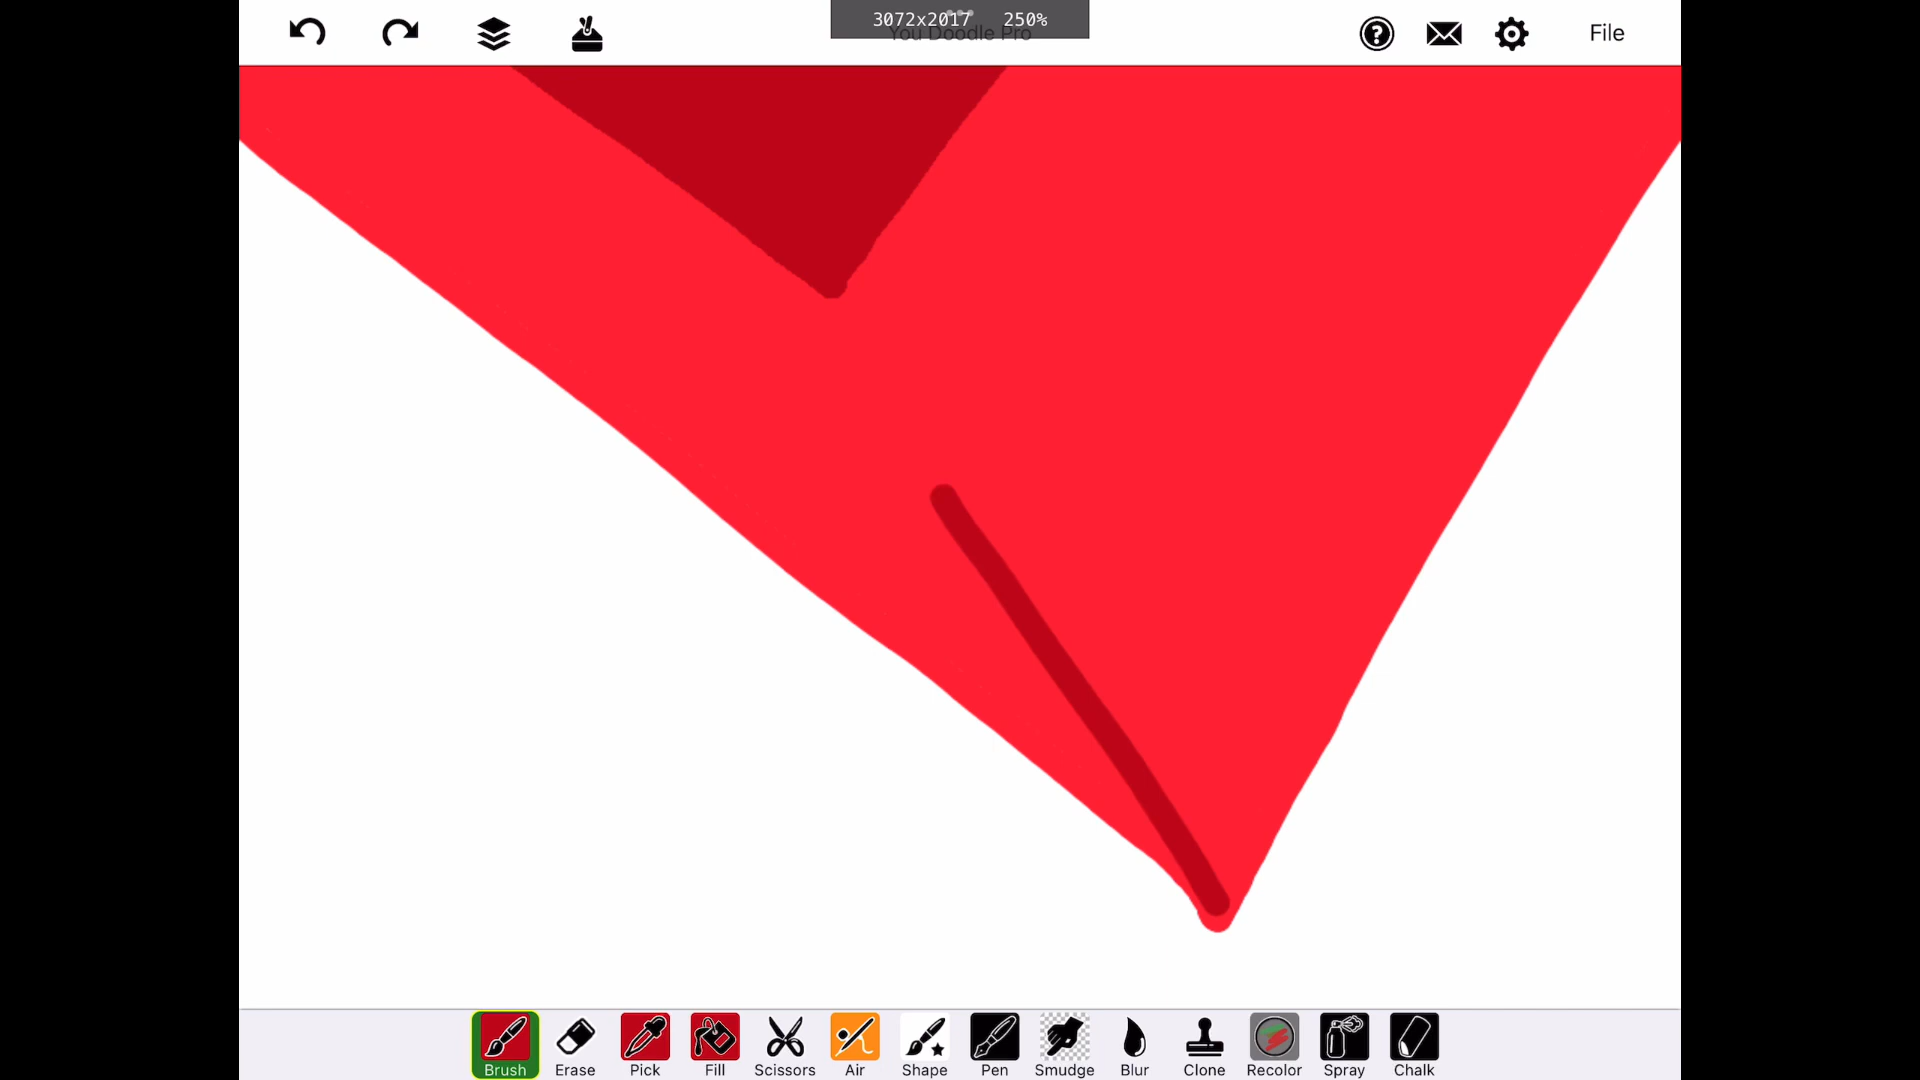 3072x2017 250%
You Doodle Pro
File
Brush Erase Pick Fill Scissors Air Shape Pen Smudge Blur Clone Recolor Spray Chalk